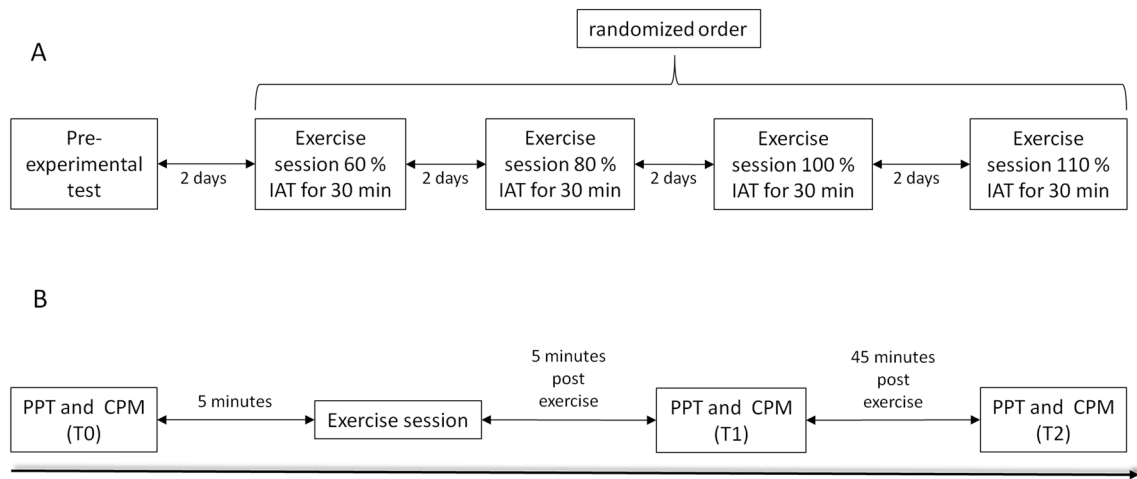 randomized order
A
Pre-
experimental
test
2 days
Exercise
session 60 %
IAT for 30 min
2 days
Exercise
session 80 %
IAT for 30 min
2 days
Exercise
session 100 %
IAT for 30 min
2 days
Exercise
session 110 %
IAT for 30 min
B
PPT and CPM
(T0)
5 minutes
Exercise session
5 minutes
post
exercise
PPT and CPM
(T1)
45 minutes
post
exercise
PPT and CPM
(T2)